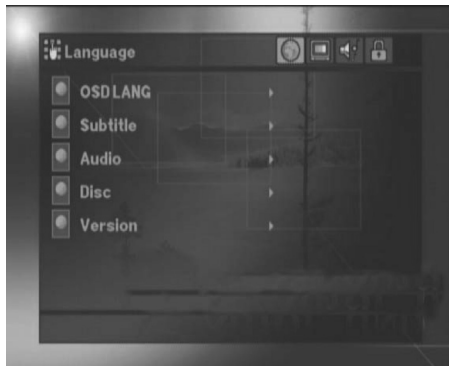 Language
OSD LANG
Subtitle
Audio
Disc
Version